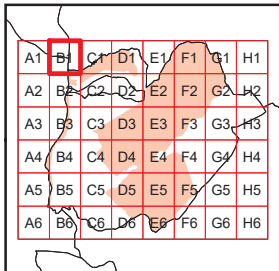 A1 B1 C1 D1 E1 F1 G1 H1
A2 B2 C2 D2 E2 F2 G2 H2
A3 B3 C3 D3 E3 F3 G3 H3
A4 B4 C4 D4 E4 F4 G4 H4
A5 B5 C5 D5 E5 F5 G5 H5
A6 B6 C6 D6 E6 F6 G6 H6